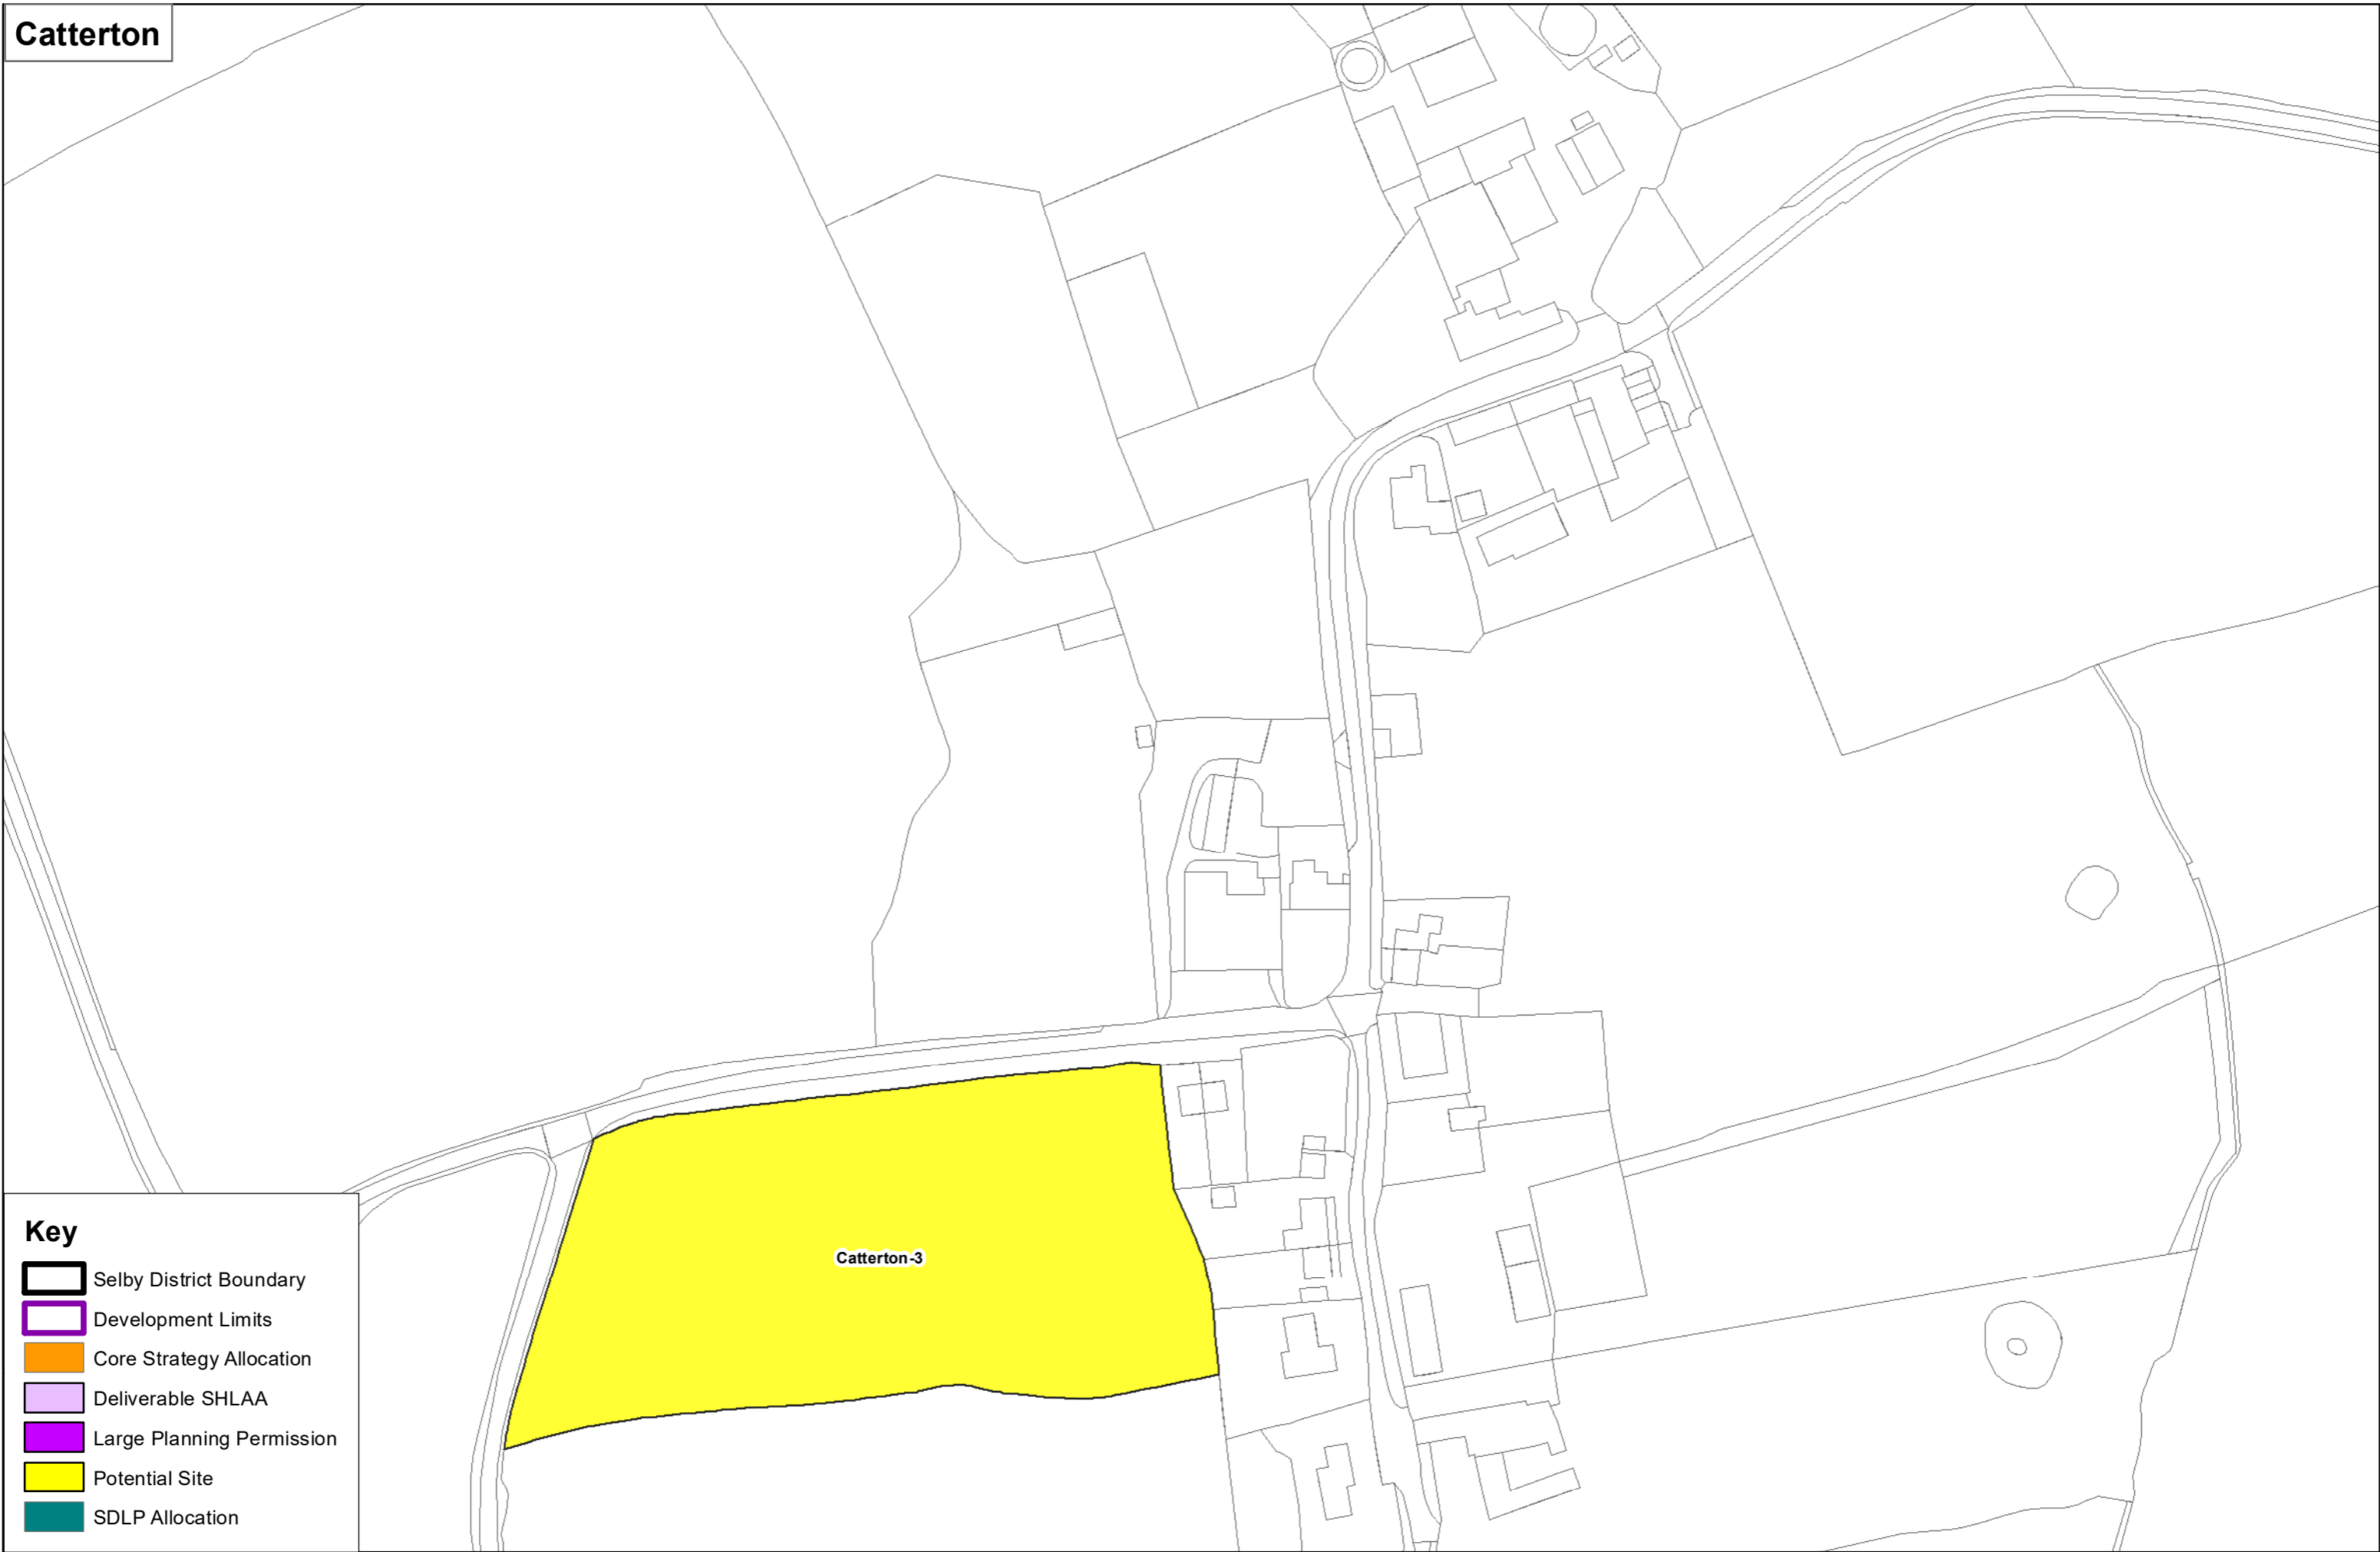 Catterton
Catterton-3
Key
Selby District Boundary
Development Limits
Core Strategy Allocation
Deliverable SHLAA
Large Planning Permission
Potential Site
SDLP Allocation